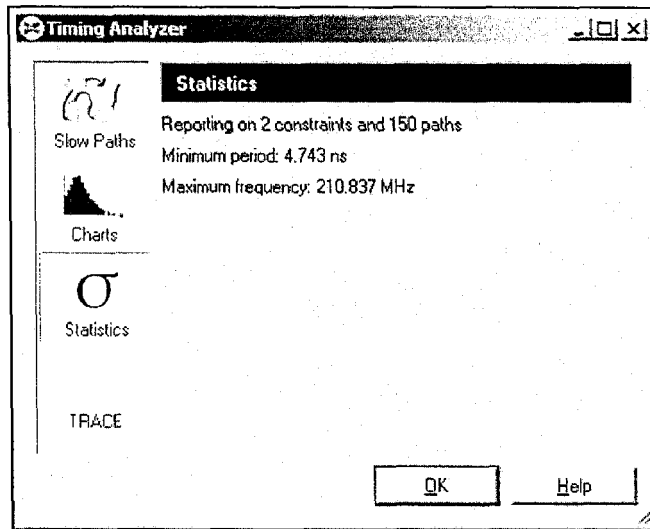 Timing Analyzer
Slow Paths
Charts
Statistics
TRACE
Statistics
Reporting on 2 constraints and 150 paths
Minimum period: 4.743 ns
Maximum frequency: 210.837 MHz
OK
Help